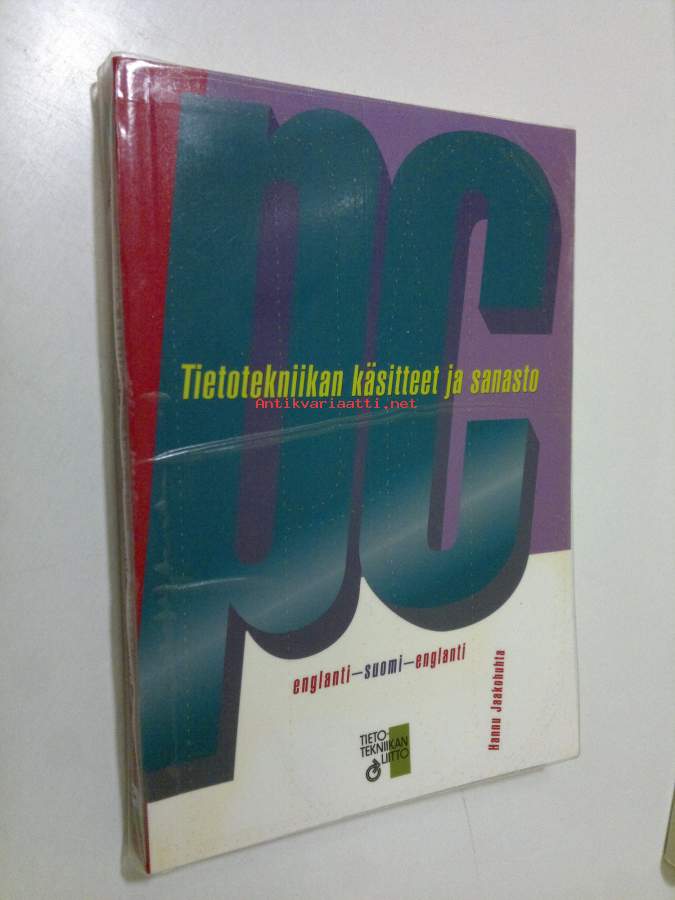 pc
Tietotekniikan käsitteet ja sanasto
Antikvariaatti.net
englanti–suomi–englanti
Hannu Jaakohuhta
TIETO-
TEKNIIKAN
LIITTO